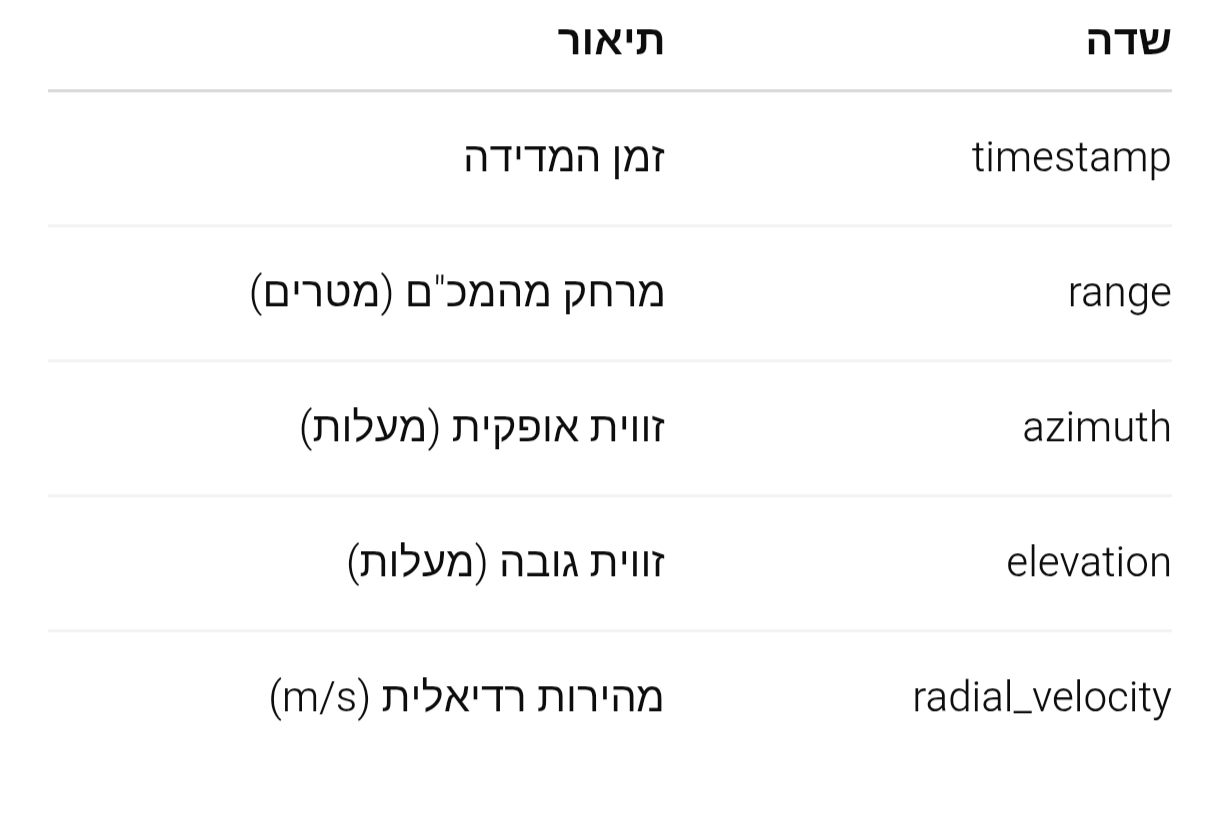 שדה תיאור
timestamp זמן המדידה
range מרחק מהמכ"ם (מטרים)
azimuth זווית אופקית (מעלות)
elevation זווית גובה (מעלות)
radial_velocity מהירות רדיאלית (m/s)